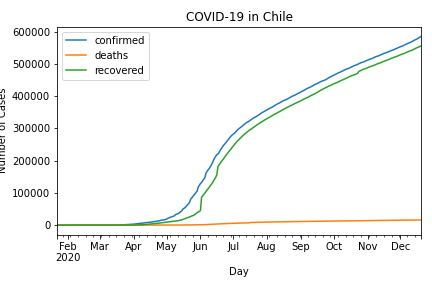 COVID-19 in Chile
600000
500000
400000
300000
200000
100000
0
Number of Cases
confirmed
deaths
recovered
Feb Mar Apr May Jun Jul Aug Sep Oct Nov Dec
2020
Day